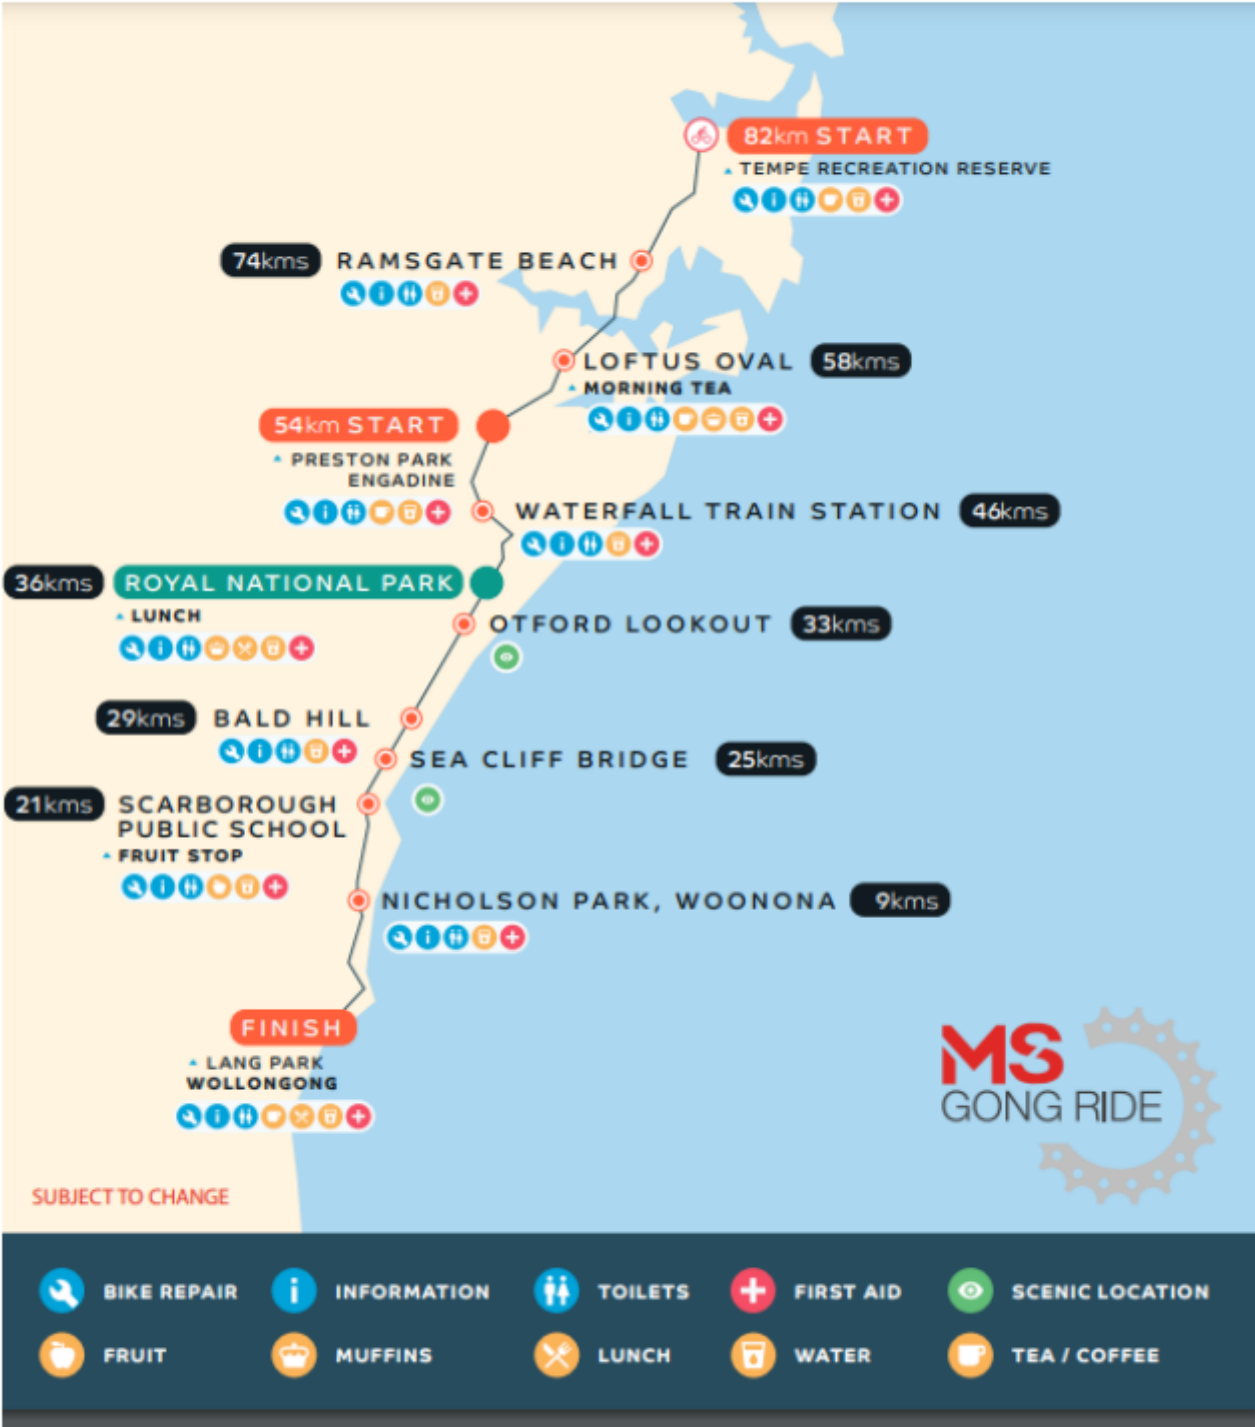 82km START
TEMPE RECREATION RESERVE
74kms RAMSGATE BEACH
LOFTUS OVAL 58kms
MORNING TEA
54km START
PRESTON PARK
ENGADINE
WATERFALL TRAIN STATION 46kms
36kms ROYAL NATIONAL PARK
LUNCH
OTFORD LOOKOUT 33kms
29kms BALD HILL
SEA CLIFF BRIDGE 25kms
21kms SCARBOROUGH
PUBLIC SCHOOL
FRUIT STOP
NICHOLSON PARK, WOONONA 9kms
FINISH
LANG PARK
WOLLONGONG
MS
GONG RIDE
SUBJECT TO CHANGE
BIKE REPAIR INFORMATION TOILETS FIRST AID SCENIC LOCATION
FRUIT MUFFINS LUNCH WATER TEA / COFFEE